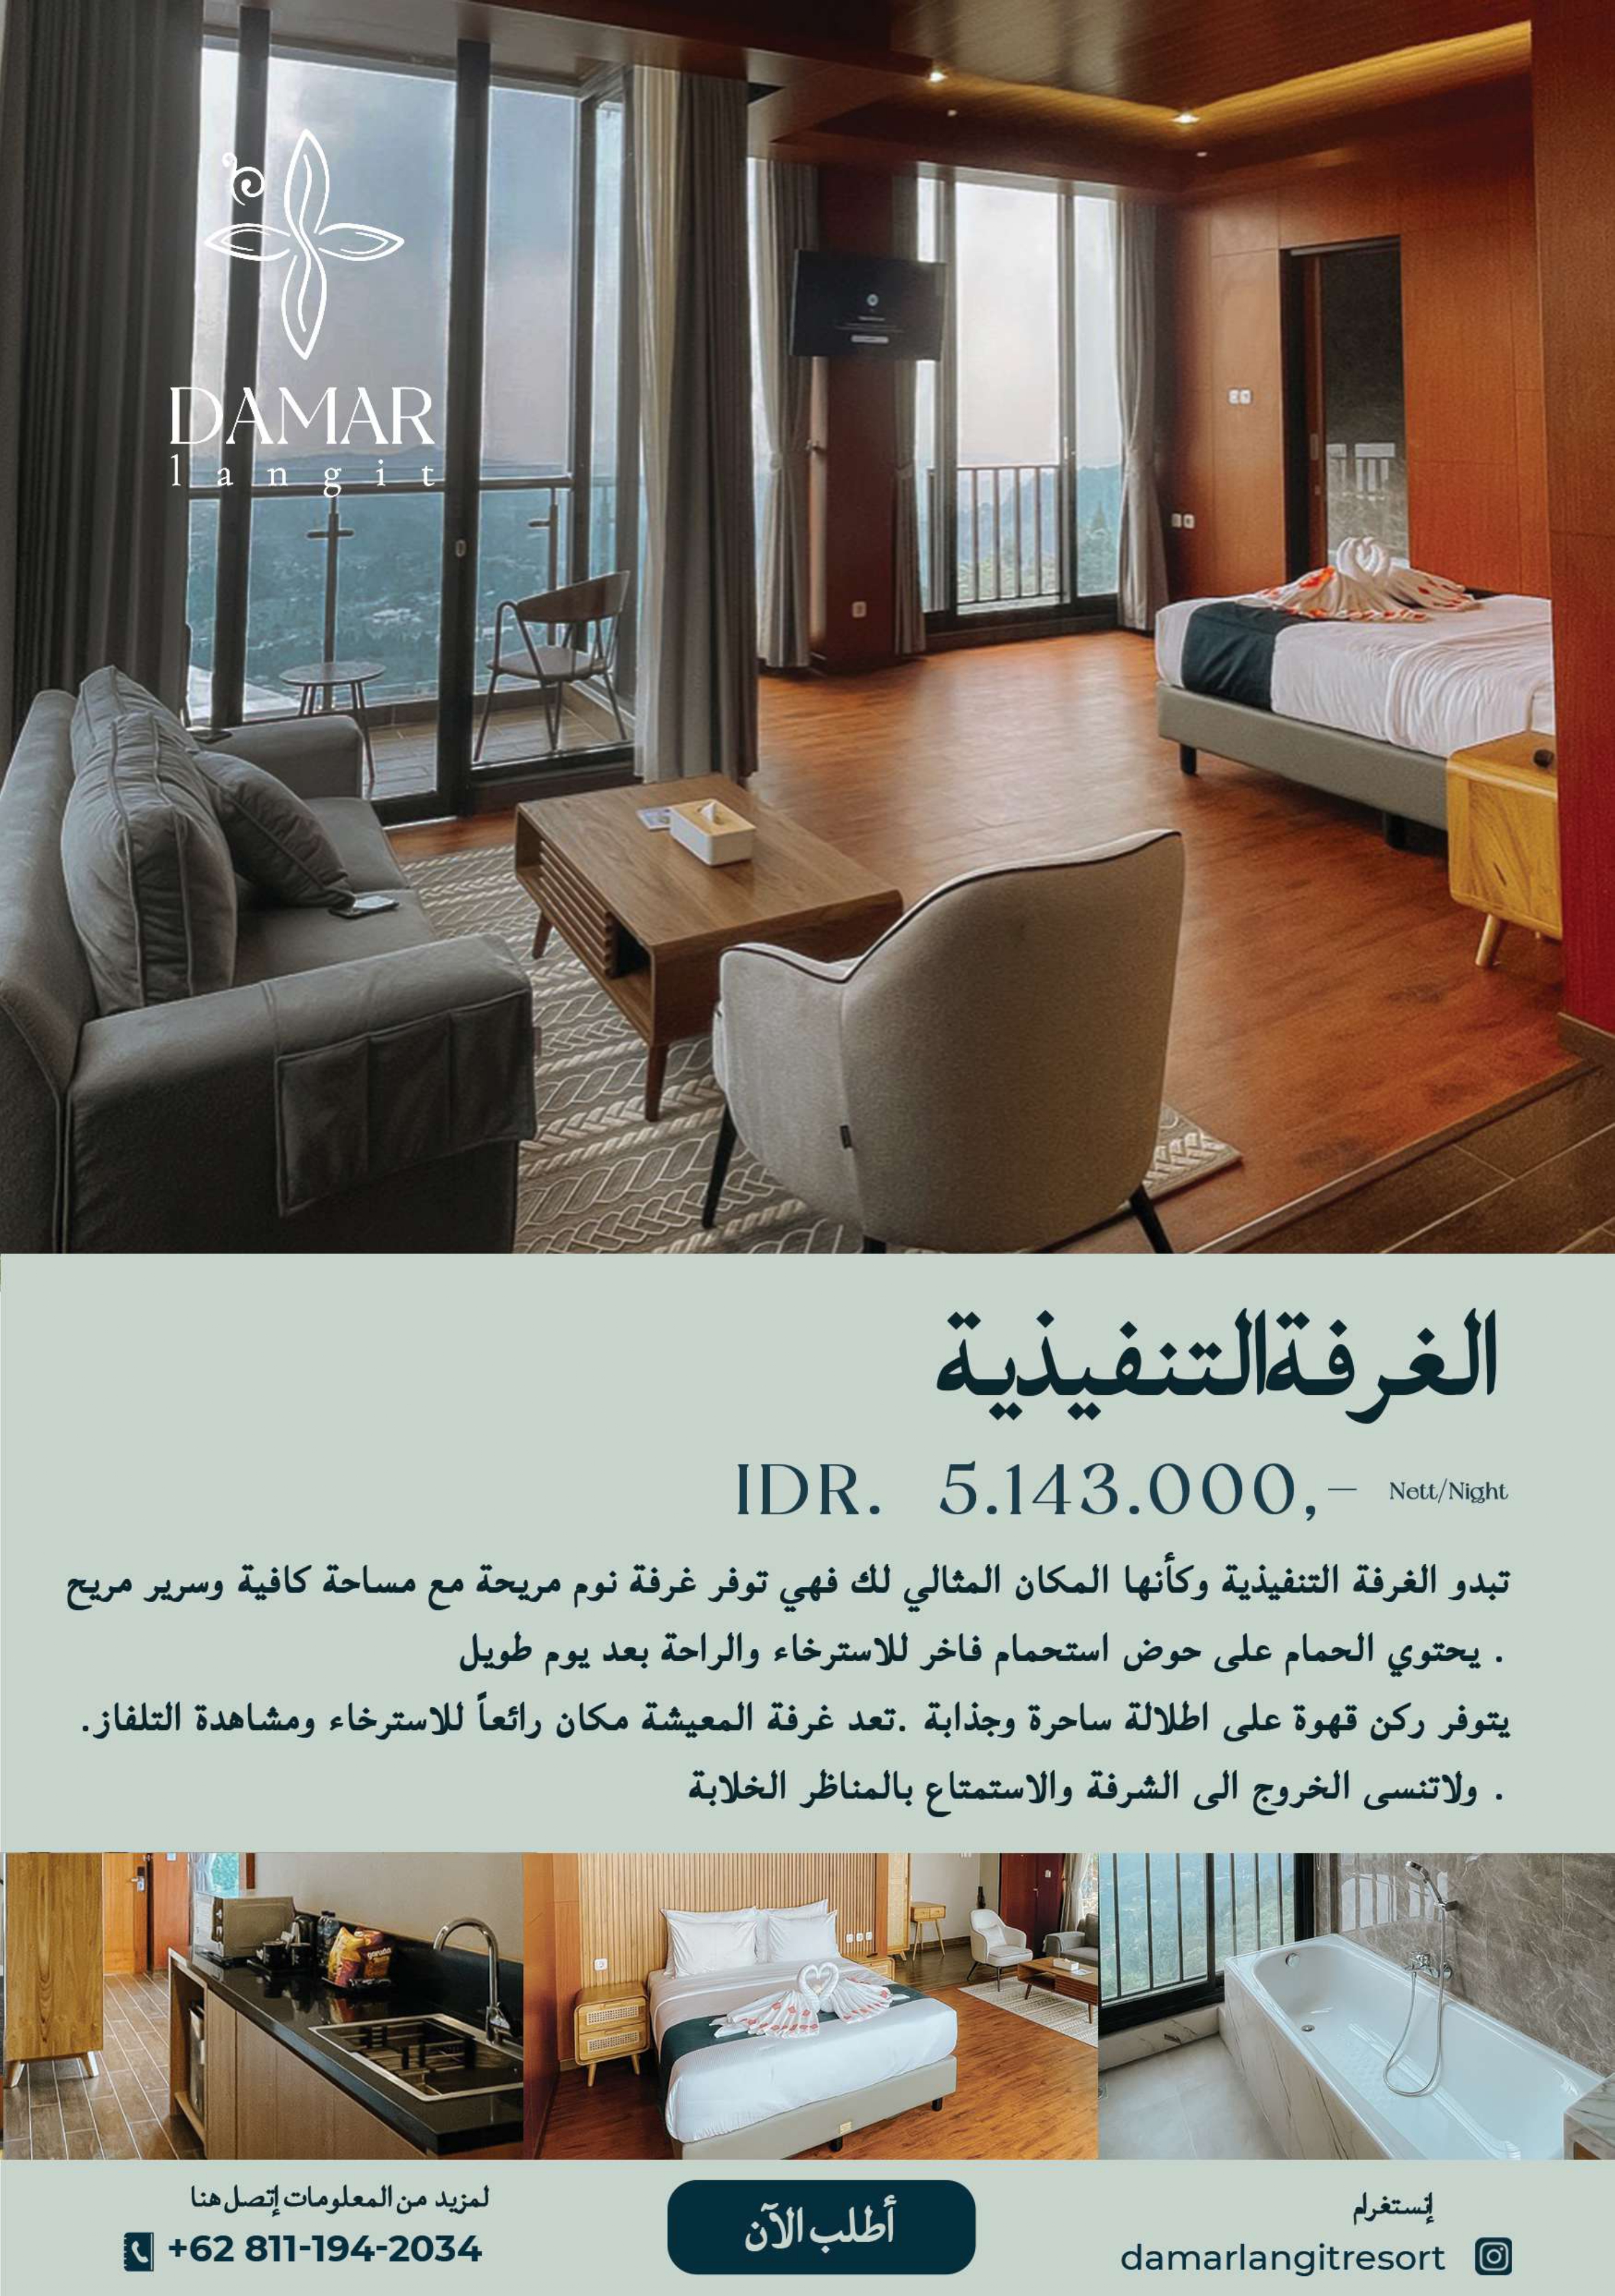 DAMAR
langit
الغرفةالتنفيذية
IDR. 5.143.000,- Nett/Night
تبدو الغرفة التنفيذية وكأنها المكان المثالي لك فهي توفر غرفة نوم مريحة مع مساحة كافية وسرير مريح
. يحتوي الحمام على حوض استحمام فاخر للاسترخاء والراحة بعد يوم طويل
يتوفر ركن قهوة على اطلالة ساحرة وجذابة .تعد غرفة المعيشة مكان رائعاً للاسترخاء ومشاهدة التلفاز.
. ولاتنسى الخروج الى الشرفة والاستمتاع بالمناظر الخلابة
إنستغرام
damarlangitresort
أطلب الآن
لمزيد من المعلومات إتصل هنا
+62 811-194-2034